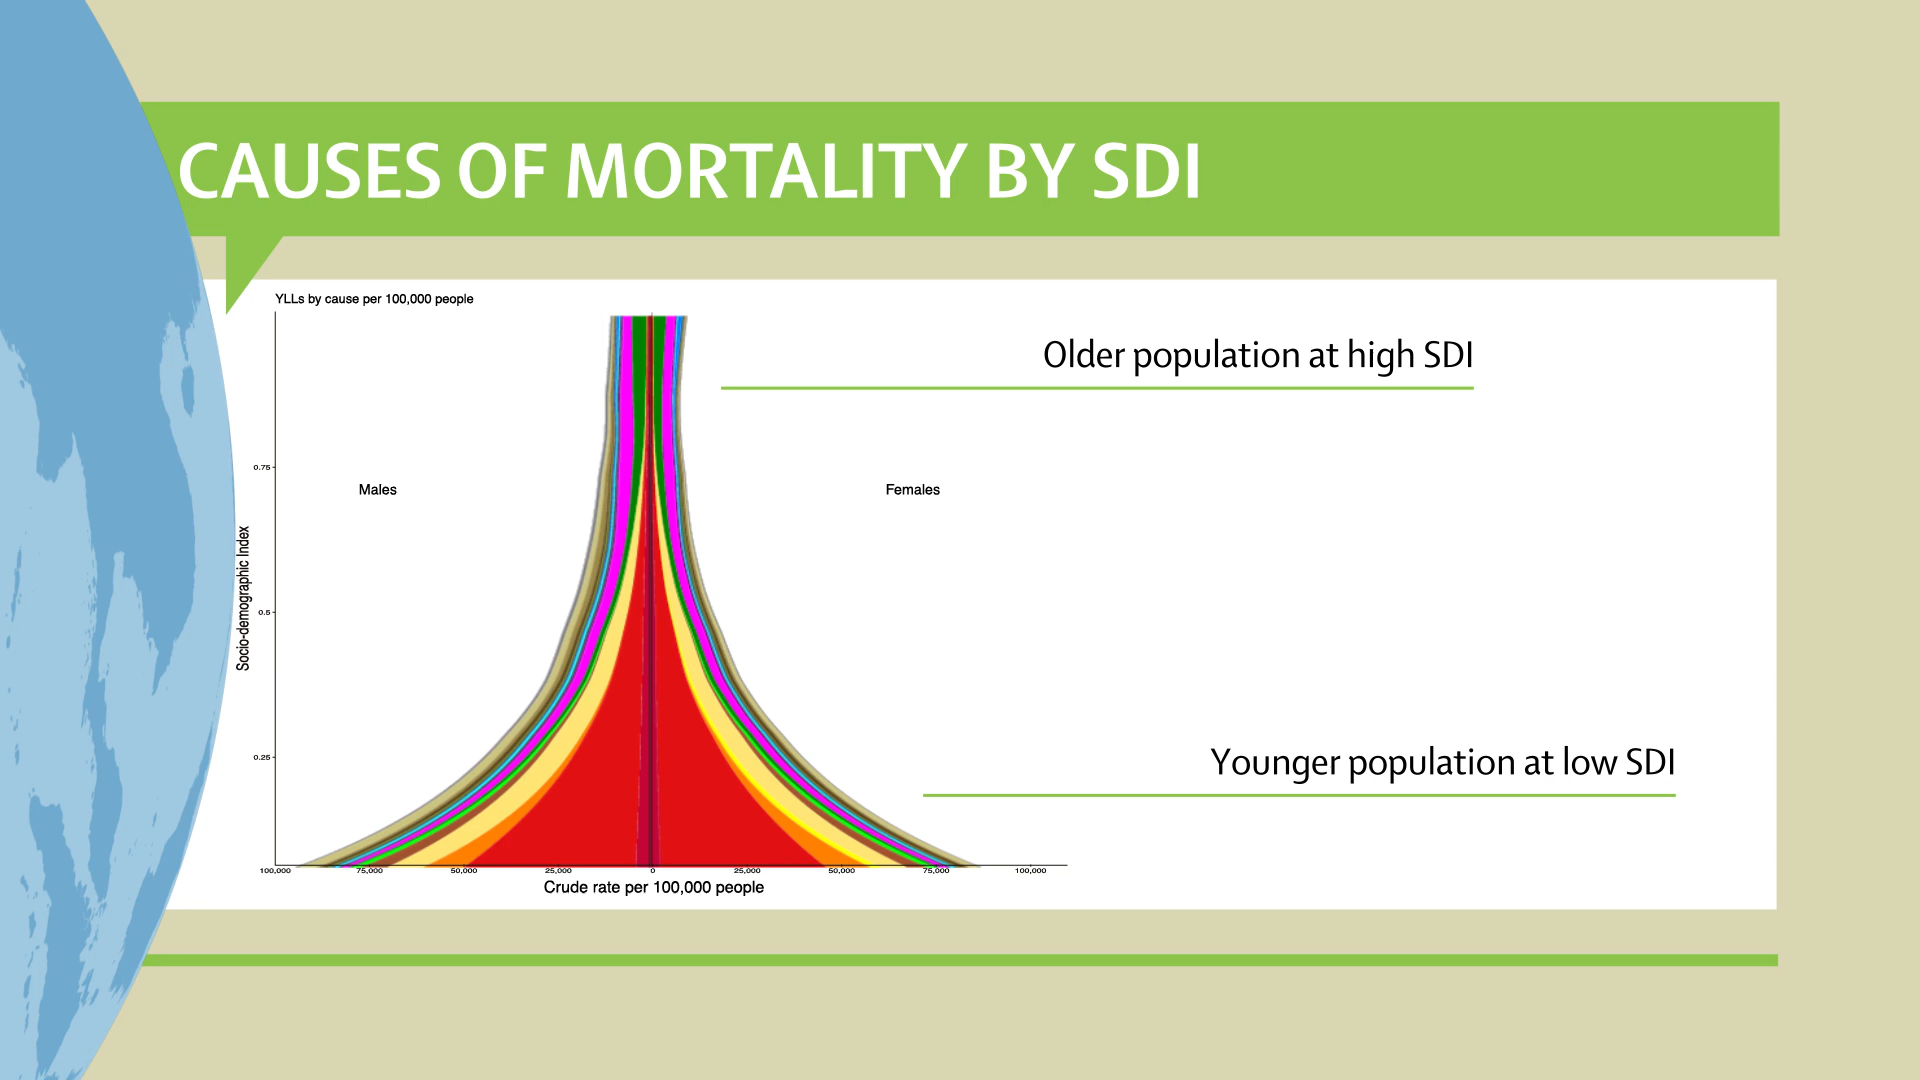 CAUSES OF MORTALITY BY SDI
YLLs by cause per 100,000 people
Older population at high SDI
0.75
Males
Females
Socio-demographic Index
0.5
Younger population at low SDI
0.25
100,000 75,000 50,000 25,000 0 25,000 50,000 75,000 100,000
Crude rate per 100,000 people